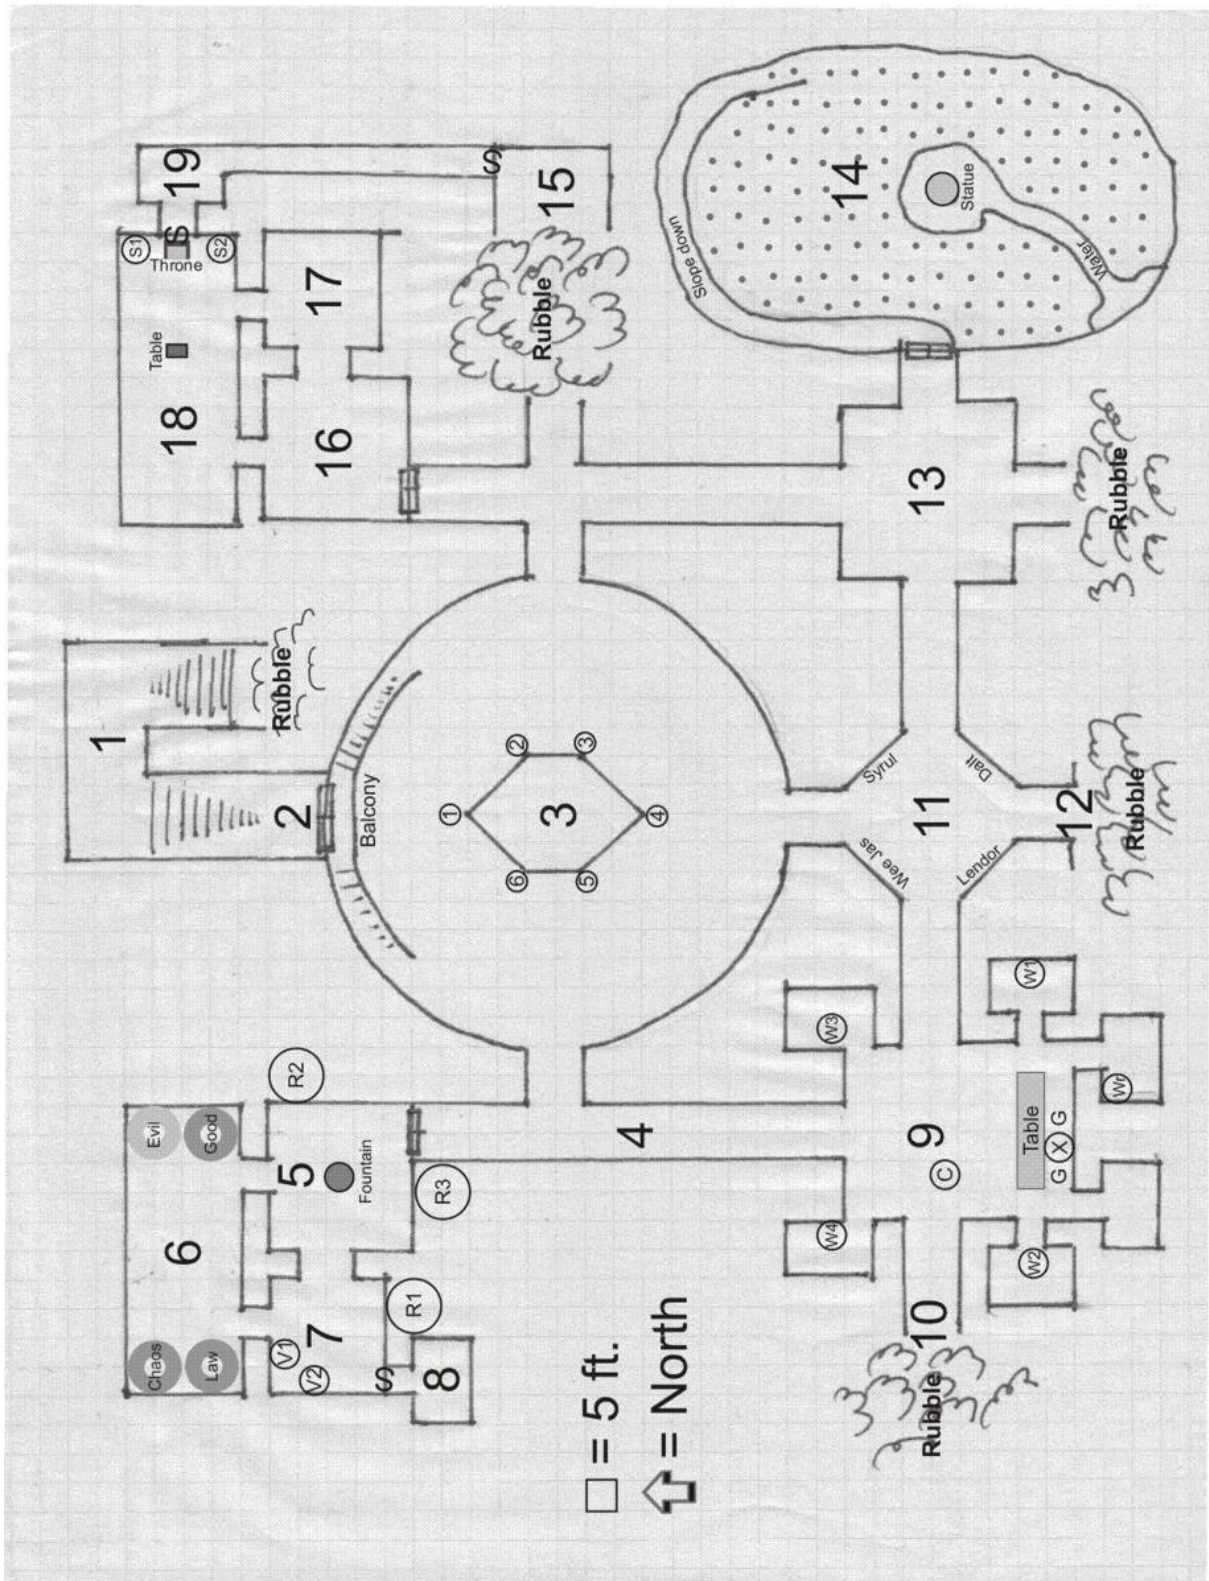 1
Rubble
2
Balcony
3
① ② ③ ④ ⑤ ⑥
4
5
Fountain
R1
R2
R3
6
Chaos
Law
Evil
Good
7
V1
V2
S
8
9
C
Table
G X G
W1
W2
W3
W4
Wr
10
Rubble
11
Wee Jas
Syrul
Lendor
Dalt
12
Rubble
13
Rubble
14
Slope down
Statue
Water
15
Rubble
S
16
17
18
Table
Throne
S1
S2
S
19
□ = 5 ft.
⇧ = North